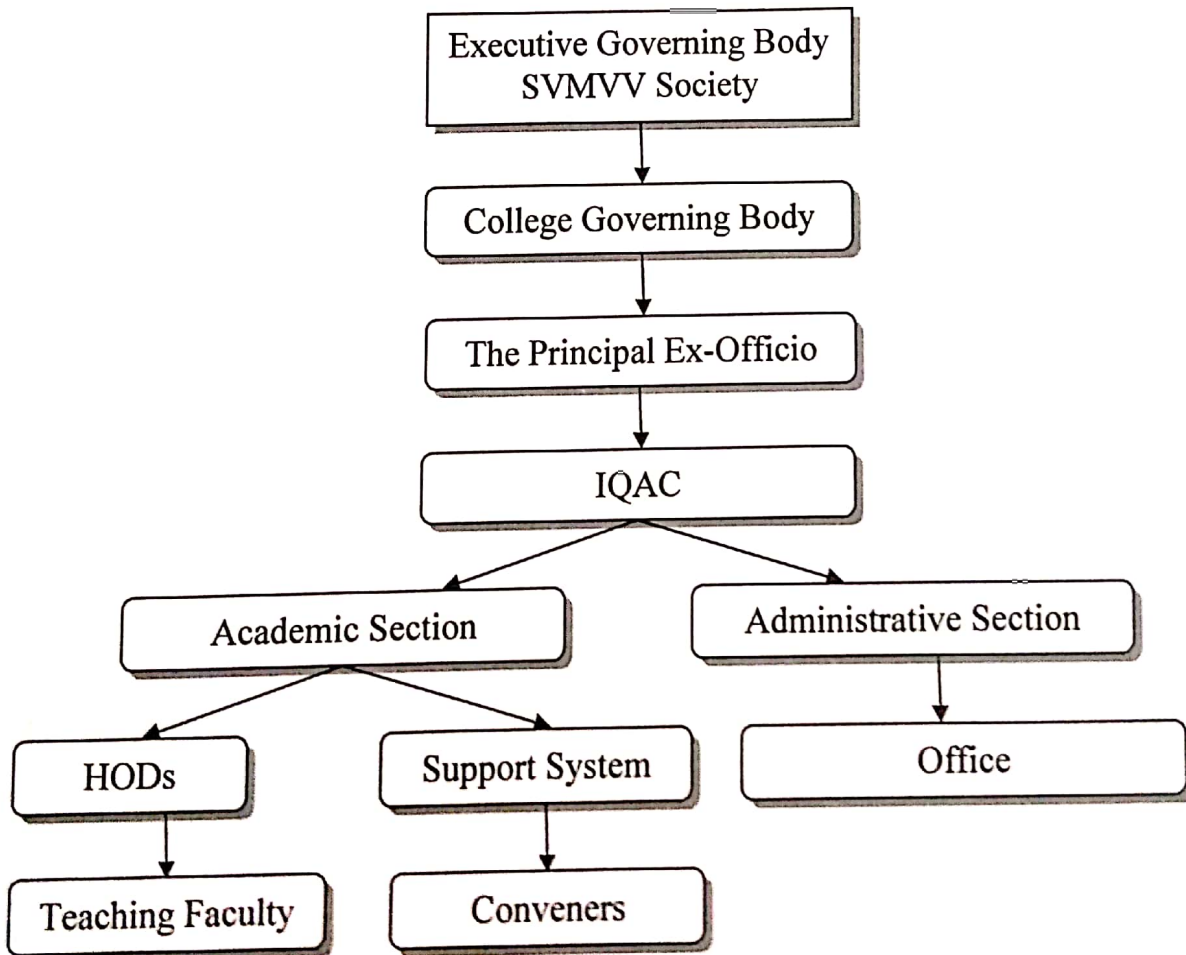 Executive Governing Body
SVMVV Society
College Governing Body
The Principal Ex-Officio
IQAC
Academic Section
Administrative Section
HODs
Support System
Office
Teaching Faculty
Conveners